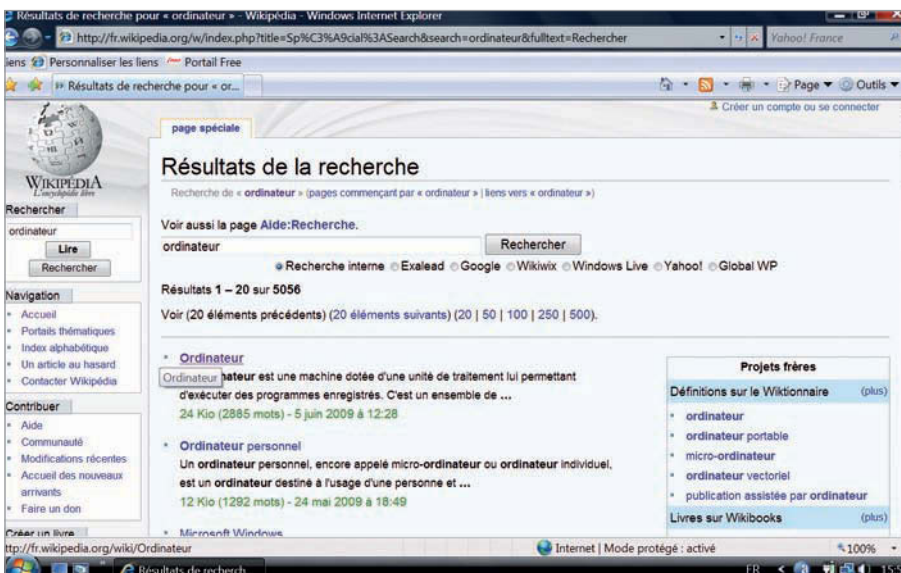 Résultats de recherche pour « ordinateur » - Wikipédia - Windows Internet Explorer
http://fr.wikipedia.org/w/index.php?title=Sp%C3%A9cial%3ASearch&search=ordinateur&fulltext=Rechercher
Yahoo! France
iens Personnaliser les liens Portail Free
Résultats de recherche pour « or...
Page Outils
Créer un compte ou se connecter
page spéciale
WIKIPÉDIA
L'encyclopédie libre
Résultats de la recherche
Recherche de « ordinateur » (pages commençant par « ordinateur » | liens vers « ordinateur »)
Rechercher
ordinateur
Lire
Rechercher
Voir aussi la page Aide:Recherche.
ordinateur Rechercher
Recherche interne Exalead Google Wikiwix Windows Live Yahoo! Global WP
Résultats 1 – 20 sur 5056
Voir (20 éléments précédents) (20 éléments suivants) (20 | 50 | 100 | 250 | 500).
Navigation
Accueil
Portails thématiques
Index alphabétique
Un article au hasard
Contacter Wikipédia
Contribuer
Aide
Communauté
Modifications récentes
Accueil des nouveaux
arrivants
Faire un don
Créer un livre
Ordinateur
Ordinateur
nateur est une machine dotée d'une unité de traitement lui permettant
d'exécuter des programmes enregistrés. C'est un ensemble de ...
24 Kio (2885 mots) - 5 juin 2009 à 12:28
Ordinateur personnel
Un ordinateur personnel, encore appelé micro-ordinateur ou ordinateur individuel,
est un ordinateur destiné à l'usage d'une personne et ...
12 Kio (1292 mots) - 24 mai 2009 à 18:49
Microsoft Windows
Projets frères
Définitions sur le Wiktionnaire (plus)
ordinateur
ordinateur portable
micro-ordinateur
ordinateur vectoriel
publication assistée par ordinateur
Livres sur Wikibooks (plus)
ttp://fr.wikipedia.org/wiki/Ordinateur
Internet | Mode protégé : activé
100%
Résultats de recherch...
FR
15:5